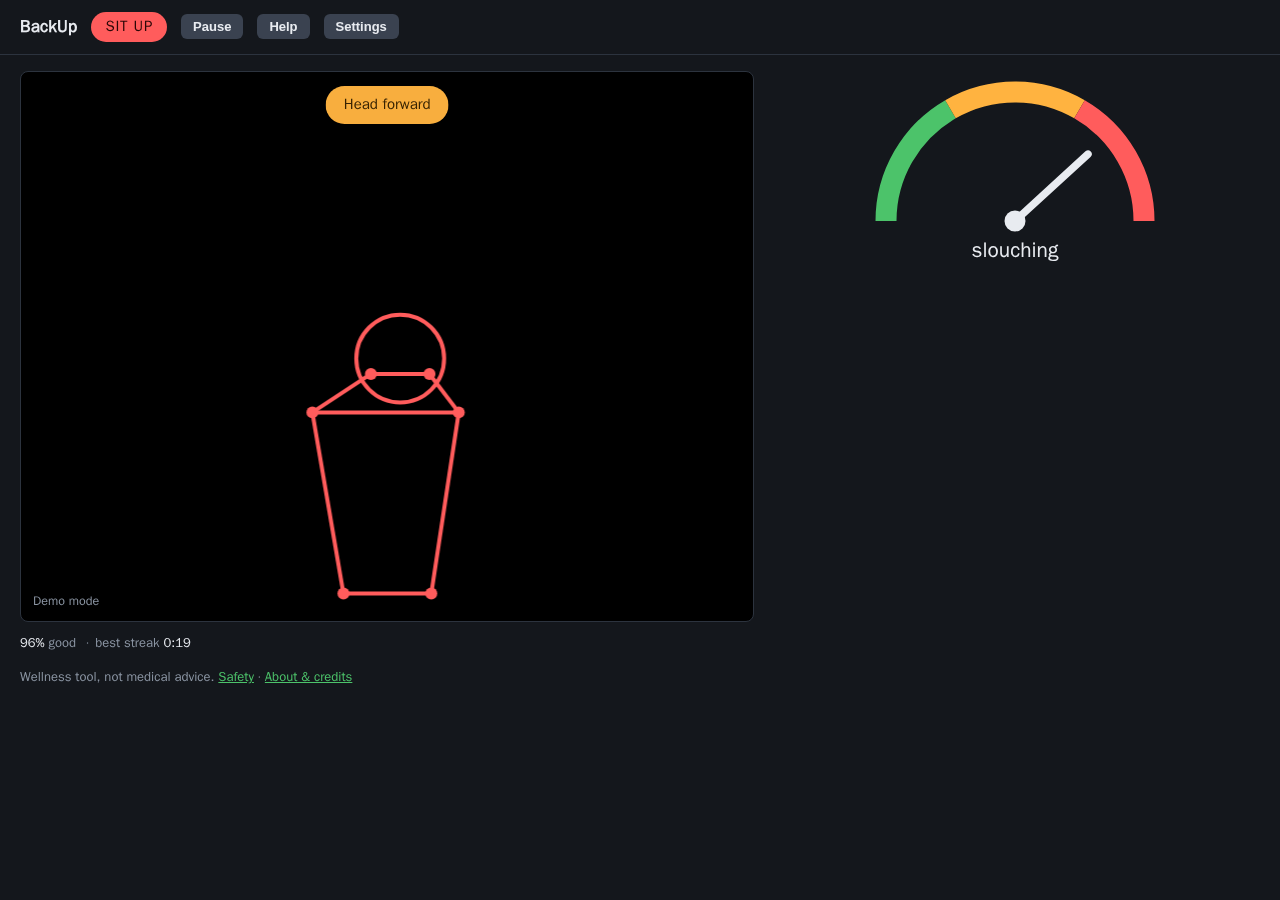 BackUp SIT UP Pause Help Settings
Head forward
slouching
Demo mode
96% good · best streak 0:19
Wellness tool, not medical advice. Safety · About & credits